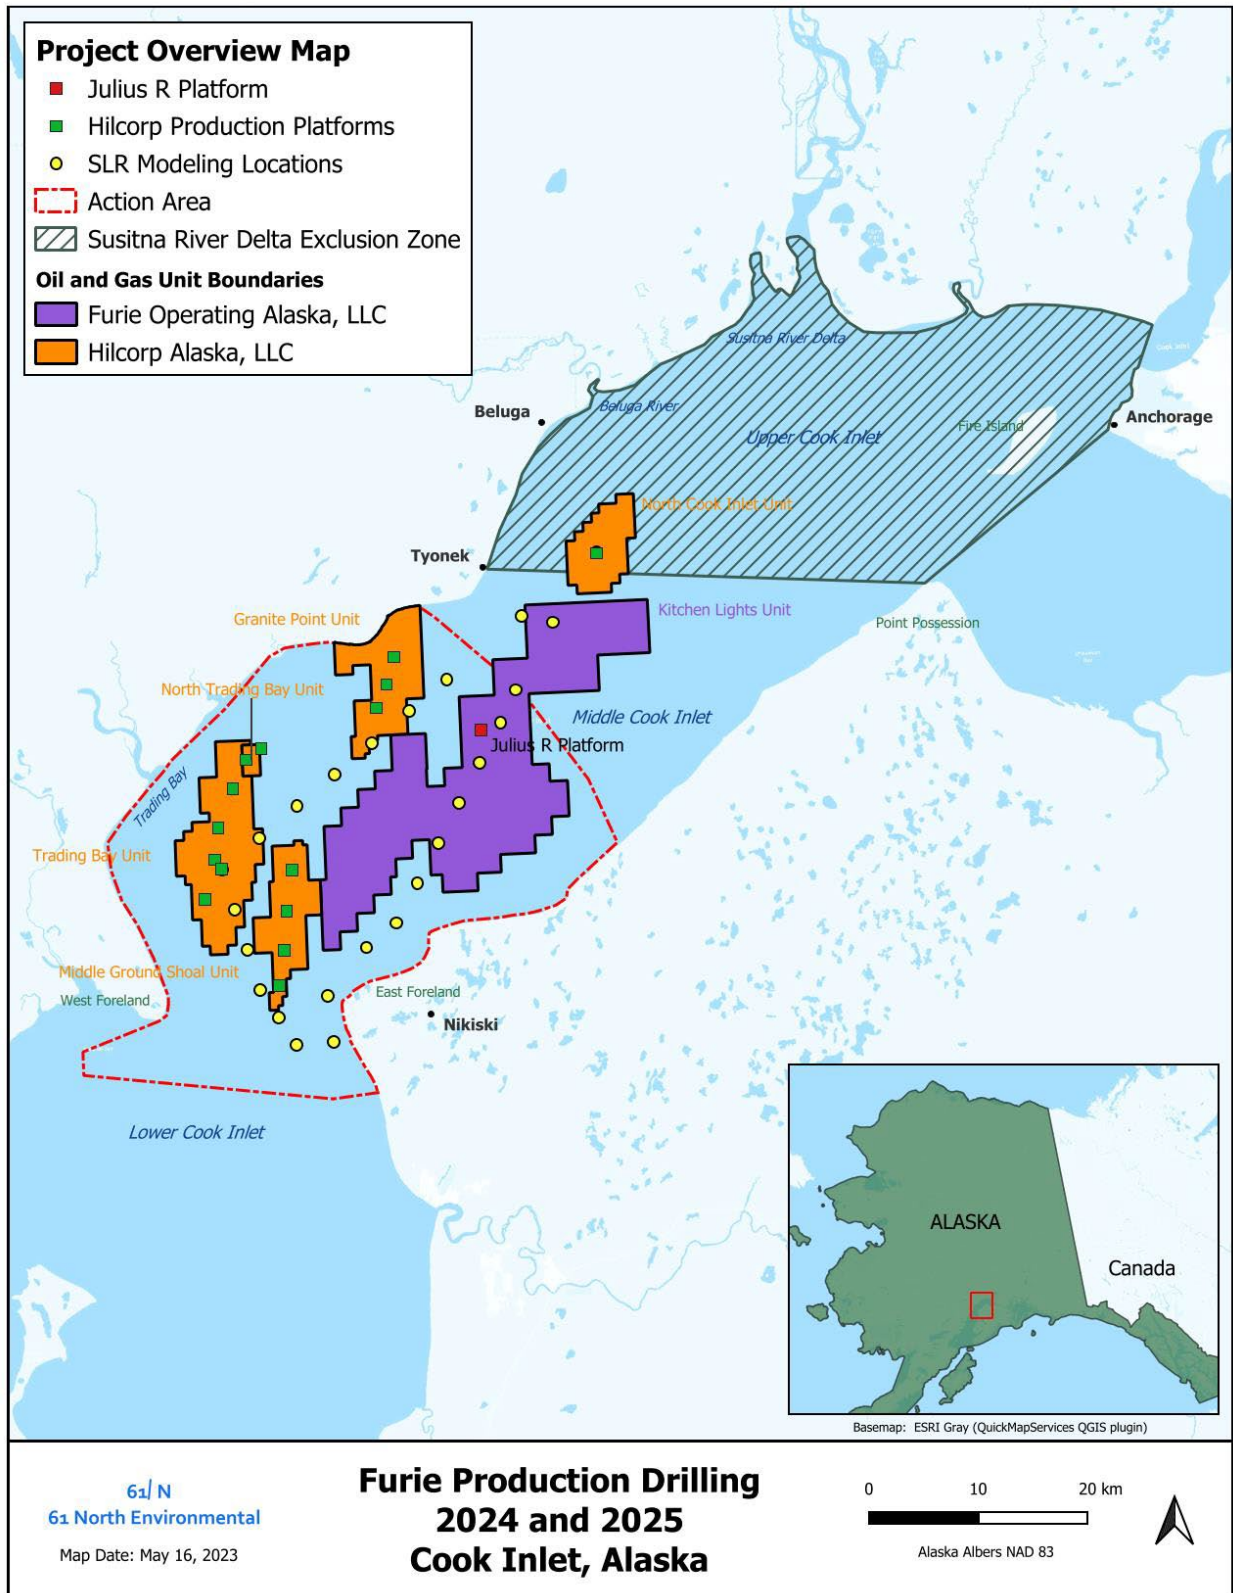 Project Overview Map
Julius R Platform
Hilcorp Production Platforms
SLR Modeling Locations
Action Area
Susitna River Delta Exclusion Zone
Oil and Gas Unit Boundaries
Furie Operating Alaska, LLC
Hilcorp Alaska, LLC
Susitna River Delta
Beluga
Beluga River
Upper Cook Inlet
Fire Island
Anchorage
North Cook Inlet Unit
Tyonek
Granite Point Unit
Kitchen Lights Unit
Point Possession
North Trading Bay Unit
Middle Cook Inlet
Julius R Platform
Trading Bay
Trading Bay Unit
Middle Ground Shoal Unit
West Foreland
East Foreland
Nikiski
Lower Cook Inlet
ALASKA
Canada
Basemap: ESRI Gray (QuickMapServices QGIS plugin)
61/ N
61 North Environmental
Map Date: May 16, 2023
Furie Production Drilling
2024 and 2025
Cook Inlet, Alaska
0 10 20 km
Alaska Albers NAD 83